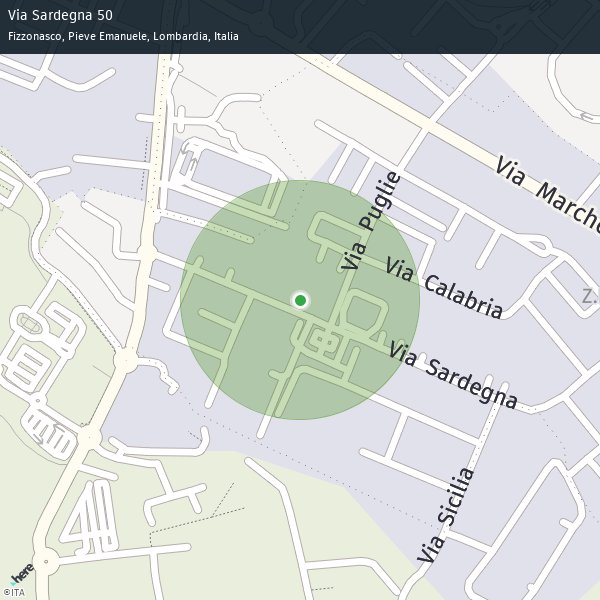 Via Sardegna 50
Fizzonasco, Pieve Emanuele, Lombardia, Italia
Via Marche
Via Puglie
Via Calabria
Z.
Via Sardegna
Via Sicilia
here
©ITA